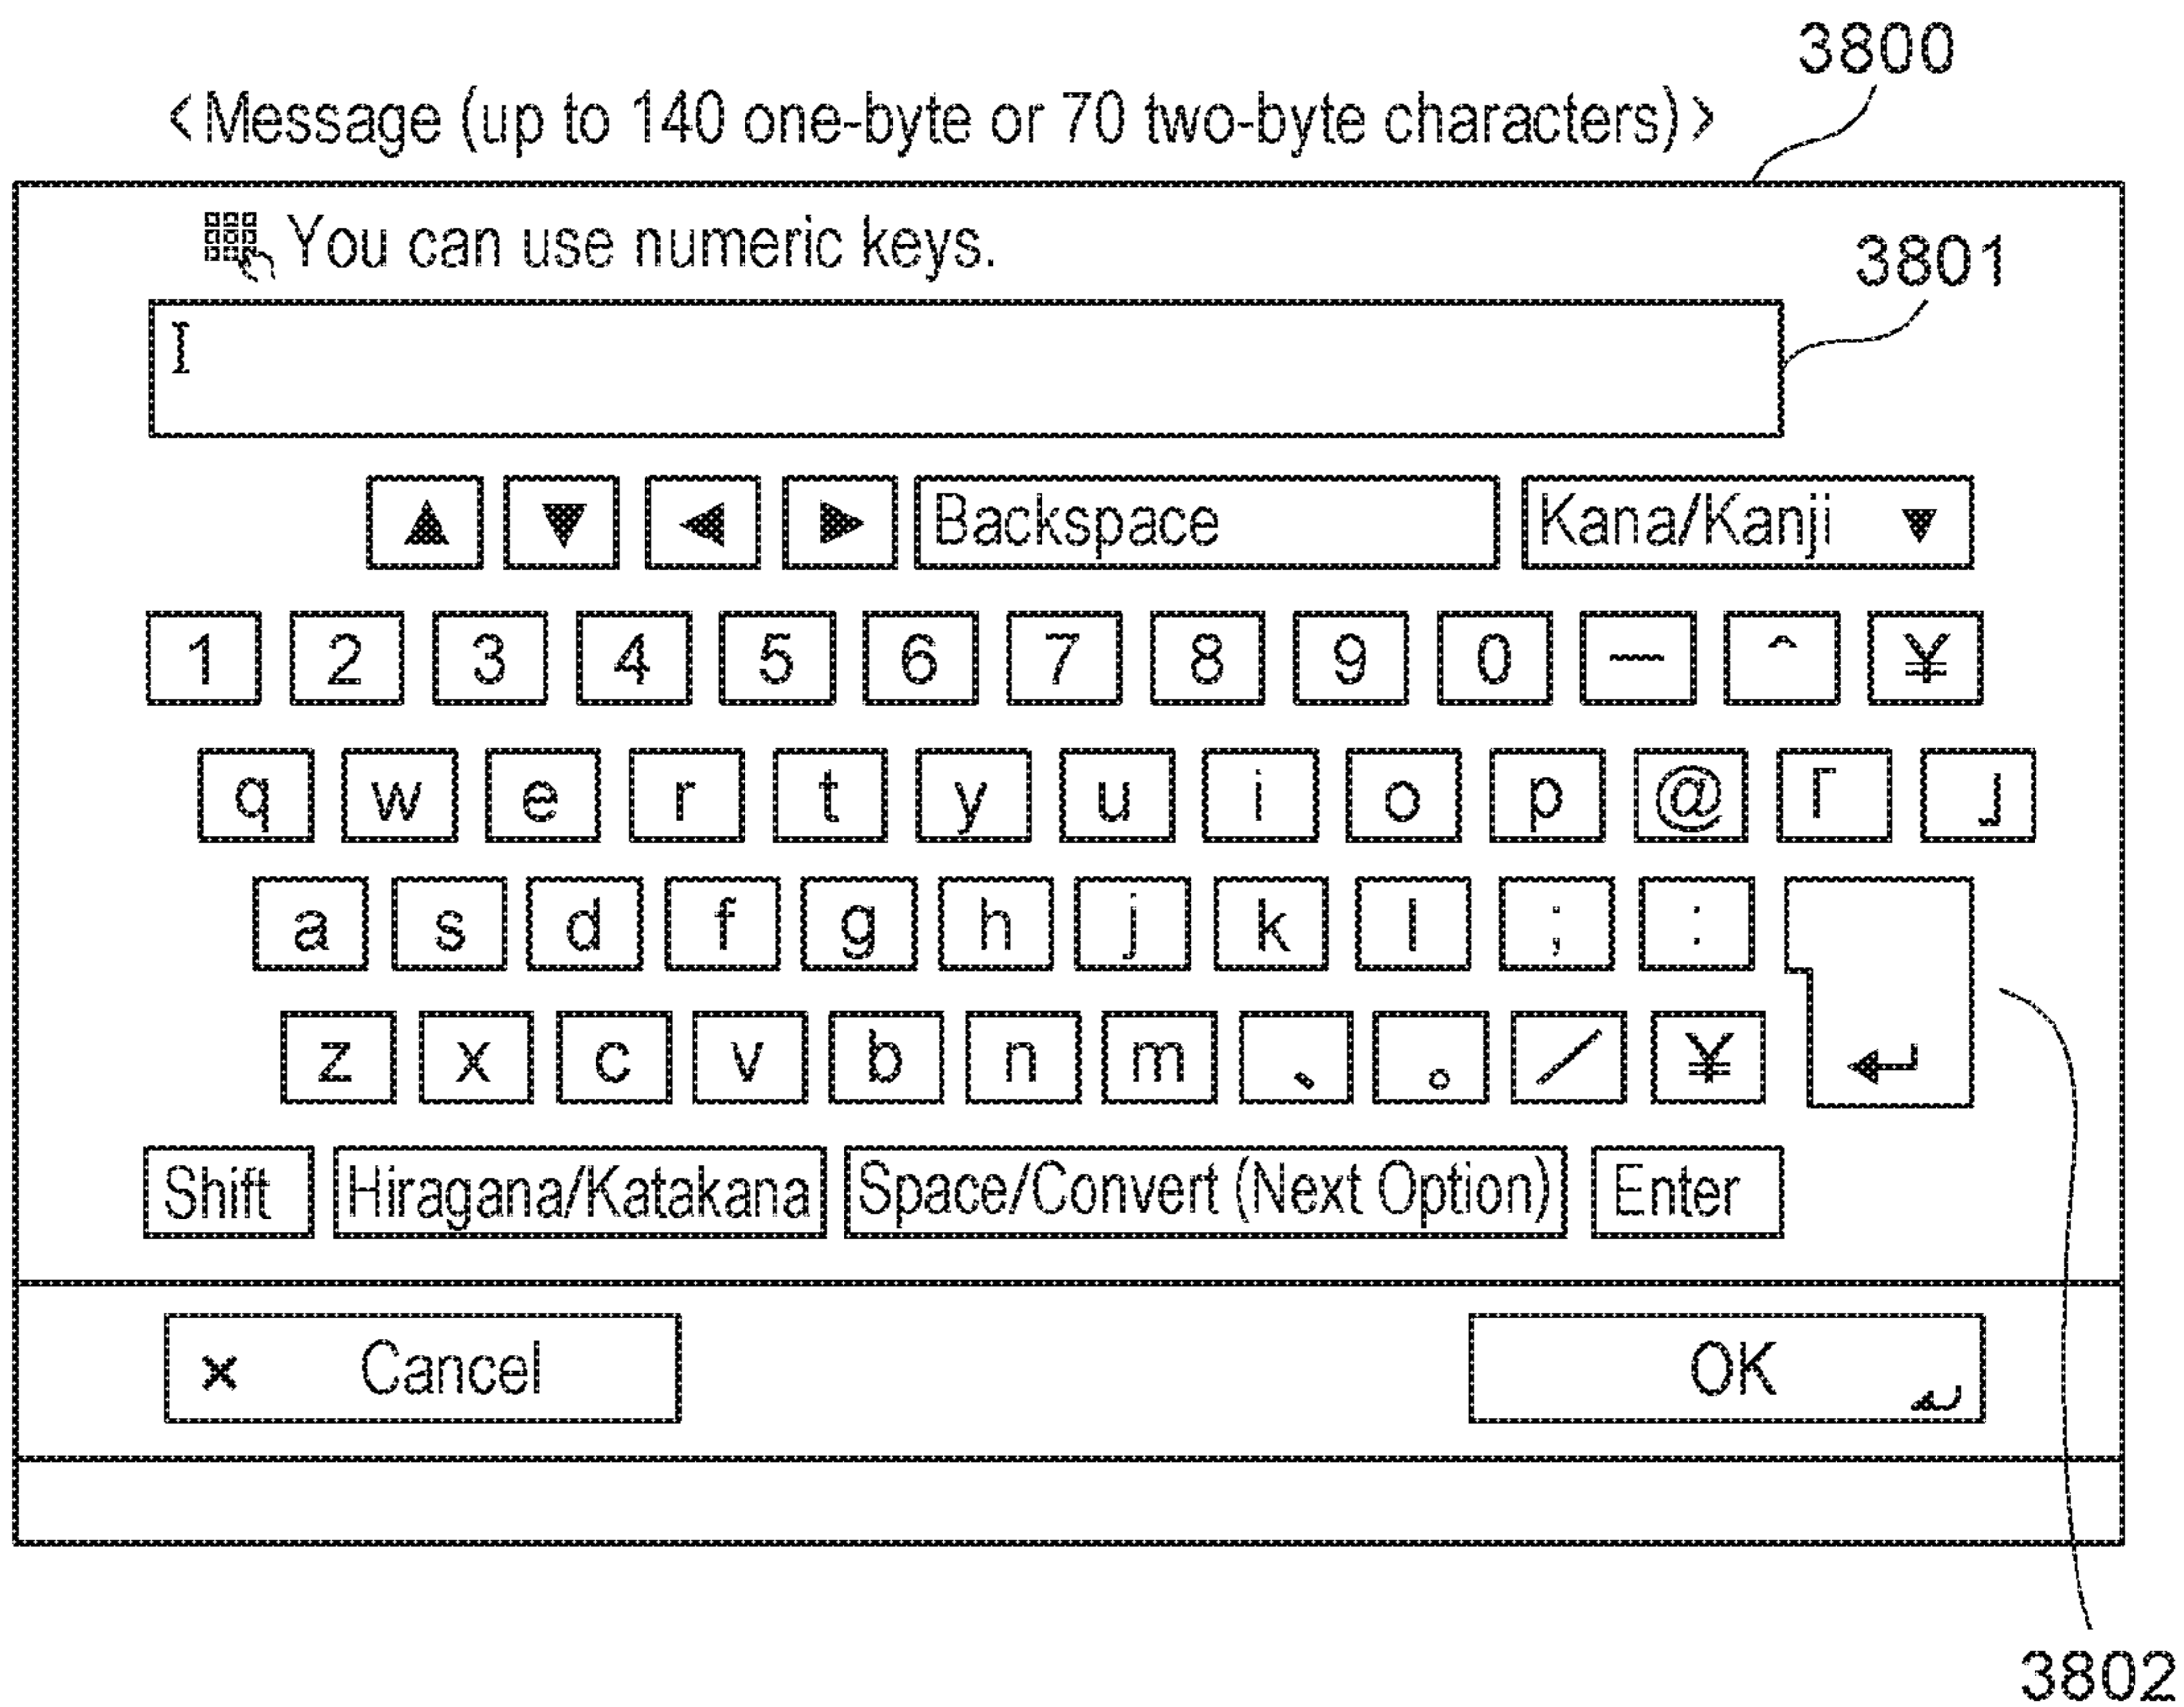 3800
<Message (up to 140 one-byte or 70 two-byte characters)>
You can use numeric keys.
3801
▲ ▼ ◀ ▶ Backspace Kana/Kanji ▼
1 2 3 4 5 6 7 8 9 0 — ^ ¥
q w e r t y u i o p @ 「 」
a s d f g h j k l ; :
z x c v b n m 、 。 / ¥ ↵
Shift Hiragana/Katakana Space/Convert (Next Option) Enter
× Cancel OK ↵
3802